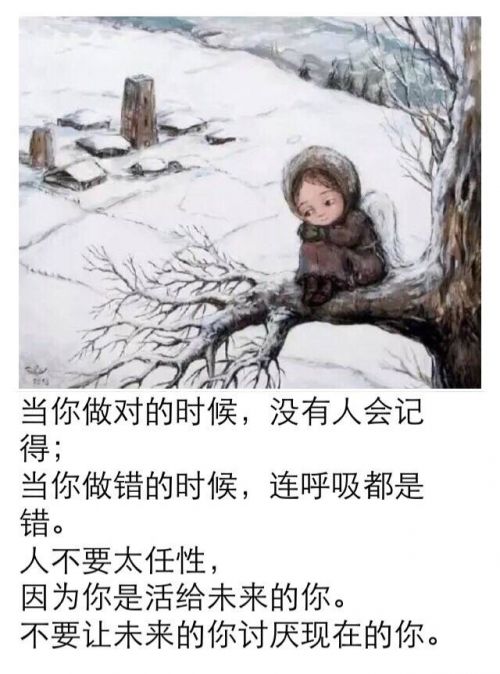 当你做对的时候，没有人会记
得；
当你做错的时候，连呼吸都是
错。
人不要太任性，
因为你是活给未来的你。
不要让未来的你讨厌现在的你。